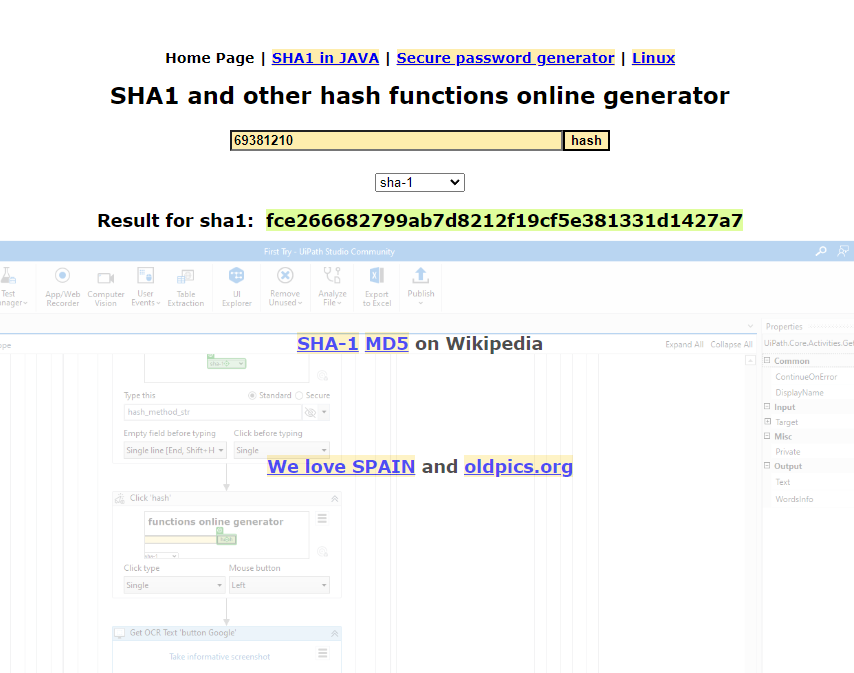 Home Page | SHA1 in JAVA | Secure password generator | Linux
SHA1 and other hash functions online generator
69381210 hash
sha-1
Result for sha1: fce266682799ab7d8212f19cf5e381331d1427a7
First Try - UiPath Studio Community
Test App/Web Computer User Table UI Remove Analyze Export Publish
Recorder Vision Events Extraction Explorer Unused File to Excel
Properties
SHA-1 MD5 on Wikipedia
Expand All Collapse All
UiPath.Core.Activities.Get
Common
ContinueOnError
DisplayName
Input
Target
Misc
Private
Output
Text
WordsInfo
Type this Standard Secure
hash_method_str
Empty field before typing Click before typing
Single line [End, Shift+H Single
We love SPAIN and oldpics.org
Click 'hash'
functions online generator
Click type Mouse button
Single Left
Get OCR Text 'button Google'
Take informative screenshot